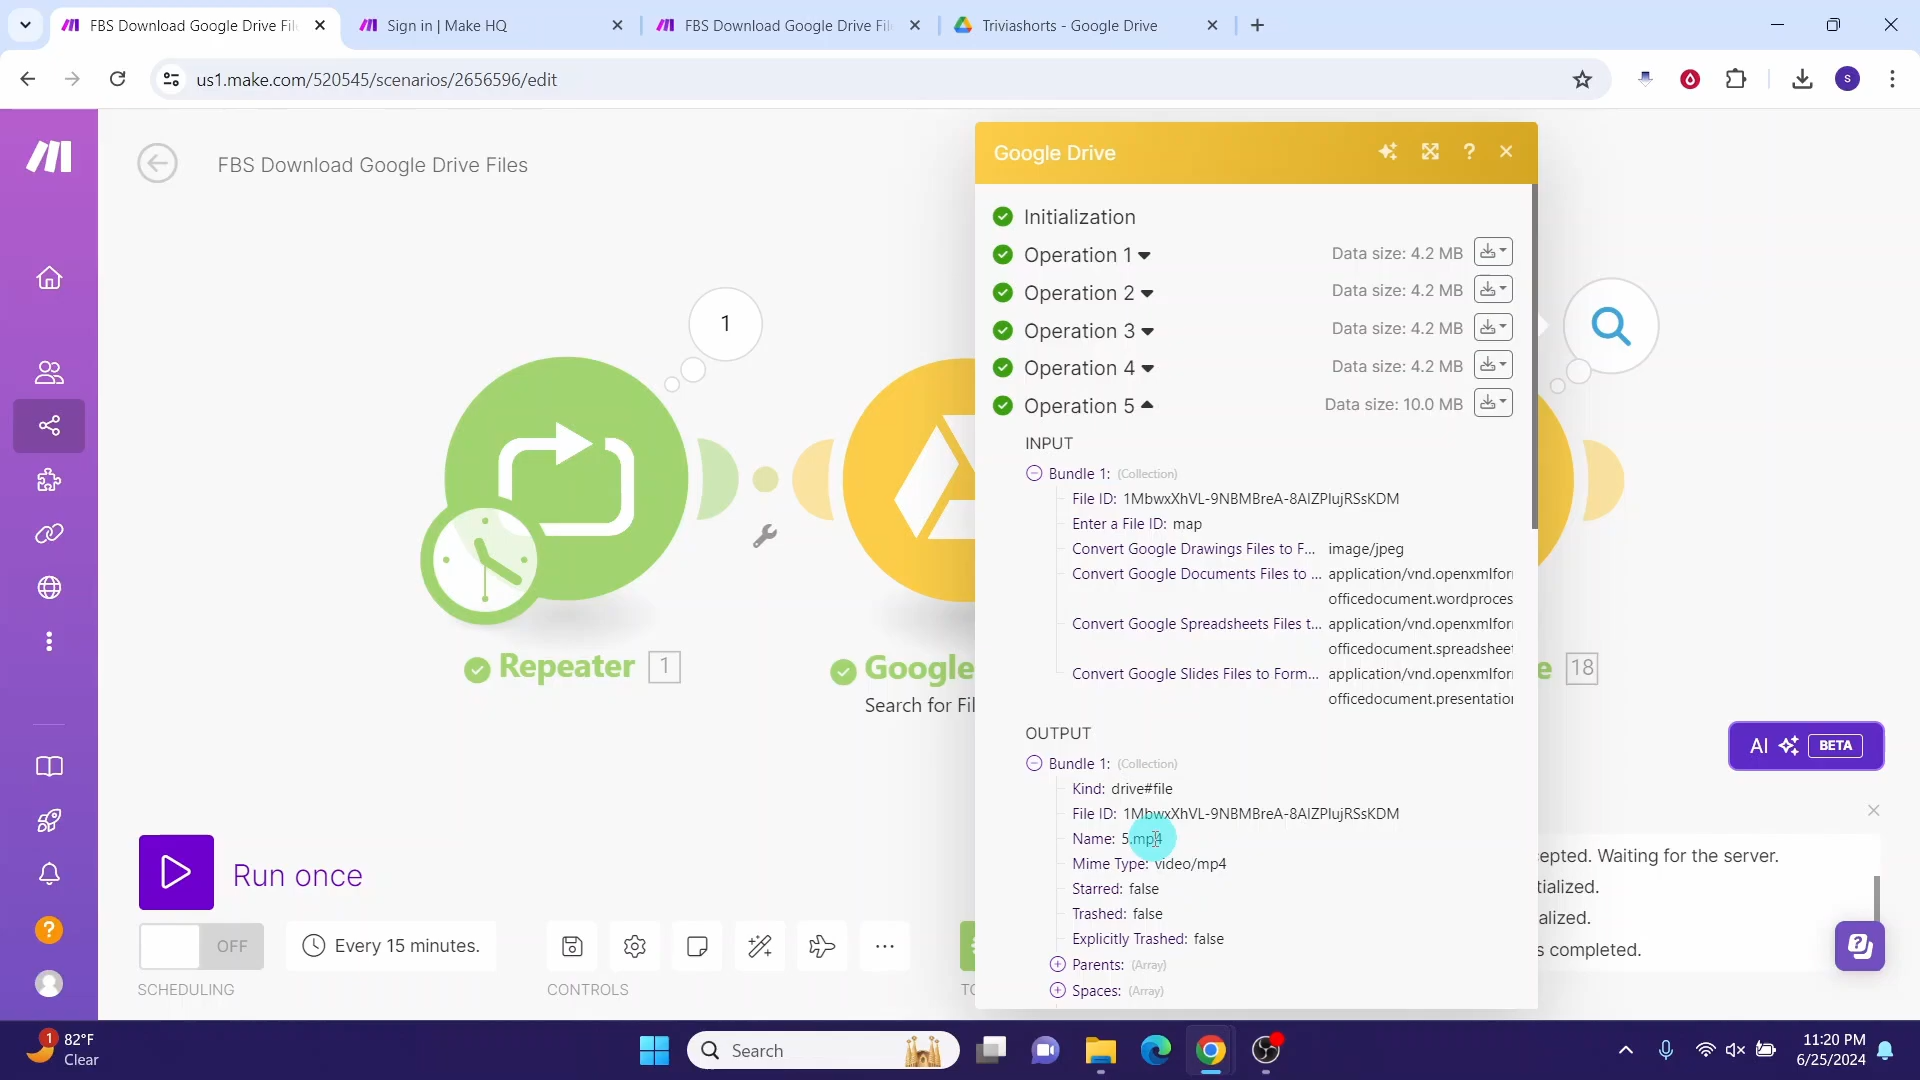 FBS Download Google Drive Fil
Sign in | Make HQ
FBS Download Google Drive Fil
Triviashorts - Google Drive
us1.make.com/520545/scenarios/2656596/edit
S
FBS Download Google Drive Files
Google Drive
Initialization
Operation 1 Data size: 4.2 MB
Operation 2 Data size: 4.2 MB
Operation 3 Data size: 4.2 MB
Operation 4 Data size: 4.2 MB
Operation 5 Data size: 10.0 MB
INPUT
Bundle 1: (Collection)
File ID: 1MbwxXhVL-9NBMBreA-8AIZPlujRSsKDM
Enter a File ID: map
Convert Google Drawings Files to F... image/jpeg
Convert Google Documents Files to ... application/vnd.openxmlfor
officedocument.wordproces
Convert Google Spreadsheets Files t... application/vnd.openxmlfor
officedocument.spreadsheet
Convert Google Slides Files to Form... application/vnd.openxmlfor
officedocument.presentation
OUTPUT
Bundle 1: (Collection)
Kind: drive#file
File ID: 1MbwxXhVL-9NBMBreA-8AIZPlujRSsKDM
Name: 5.mp4
Mime Type: video/mp4
Starred: false
Trashed: false
Explicitly Trashed: false
Parents: (Array)
Spaces: (Array)
1
Repeater 1
Google
Search for Fil
e 18
AI BETA
epted. Waiting for the server.
tialized.
alized.
s completed.
Run once
OFF
Every 15 minutes.
SCHEDULING
CONTROLS
TO
1
82°F
Clear
Search
11:20 PM
6/25/2024